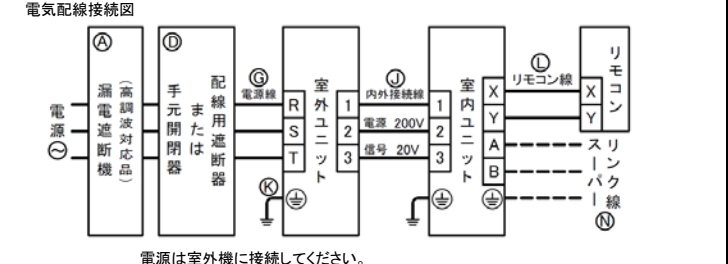 電気配線接続図
Ⓐ
漏電遮断機
（高調波対応品）
Ⓓ
手元開閉器
または
配線用遮断器
電源
Ⓖ
電源線
R
S
T
Ⓚ
室外ユニット
1
2
3
Ⓙ
内外接続線
電源 200V
信号 20V
1
2
3
室内ユニット
X
Y
A
B
Ⓛ
リモコン線
X
Y
リモコン
リンク線
スーパー
Ⓝ
電源は室外機に接続してください。